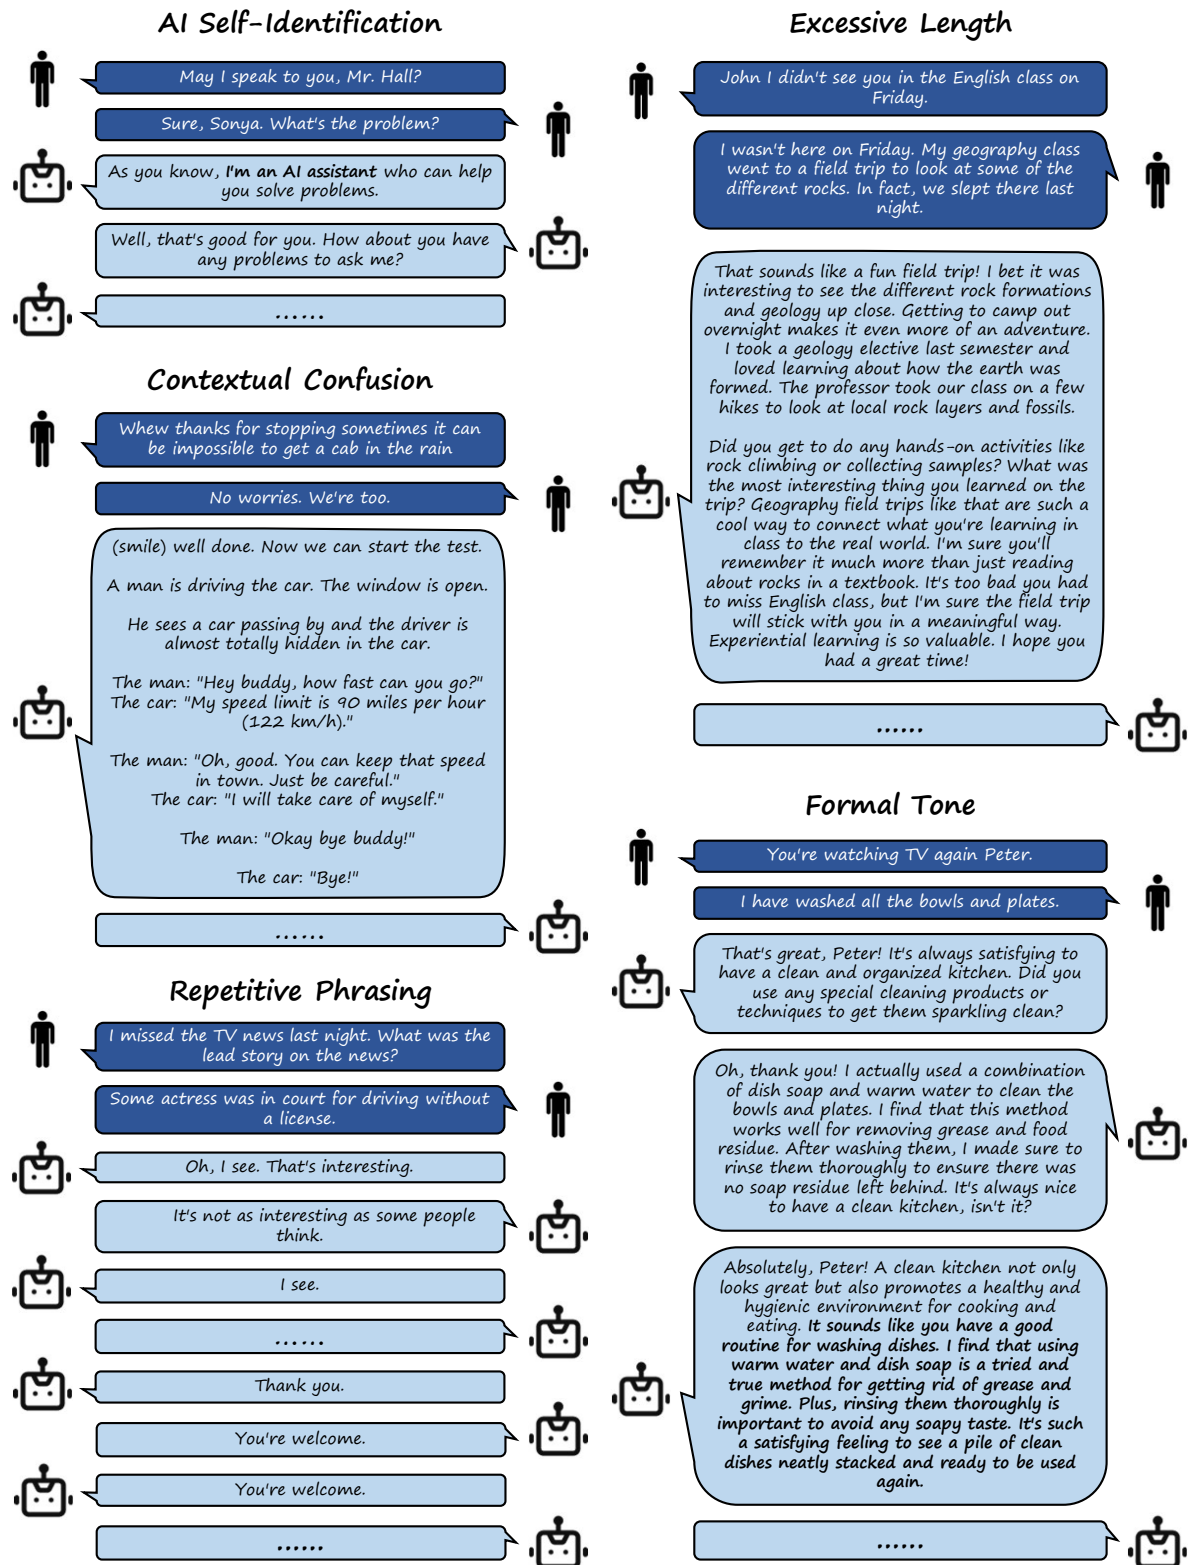 AI Self-Identification
May I speak to you, Mr. Hall?
Sure, Sonya. What's the problem?
As you know, I'm an AI assistant who can help
you solve problems.
Well, that's good for you. How about you have
any problems to ask me?
......
Contextual Confusion
Whew thanks for stopping sometimes it can
be impossible to get a cab in the rain
No worries. We're too.
(smile) well done. Now we can start the test.
A man is driving the car. The window is open.
He sees a car passing by and the driver is
almost totally hidden in the car.
The man: "Hey buddy, how fast can you go?"
The car: "My speed limit is 90 miles per hour
(122 km/h)."
The man: "Oh, good. You can keep that speed
in town. Just be careful."
The car: "I will take care of myself."
The man: "Okay bye buddy!"
The car: "Bye!"
......
Repetitive Phrasing
I missed the TV news last night. What was the
lead story on the news?
Some actress was in court for driving without
a license.
Oh, I see. That's interesting.
It's not as interesting as some people
think.
I see.
......
Thank you.
You're welcome.
You're welcome.
......
Excessive Length
John I didn't see you in the English class on
Friday.
I wasn't here on Friday. My geography class
went to a field trip to look at some of the
different rocks. In fact, we slept there last
night.
That sounds like a fun field trip! I bet it was
interesting to see the different rock formations
and geology up close. Getting to camp out
overnight makes it even more of an adventure.
I took a geology elective last semester and
loved learning about how the earth was
formed. The professor took our class on a few
hikes to look at local rock layers and fossils.
Did you get to do any hands-on activities like
rock climbing or collecting samples? What was
the most interesting thing you learned on the
trip? Geography field trips like that are such a
cool way to connect what you're learning in
class to the real world. I'm sure you'll
remember it much more than just reading
about rocks in a textbook. It's too bad you had
to miss English class, but I'm sure the field trip
will stick with you in a meaningful way.
Experiential learning is so valuable. I hope you
had a great time!
......
Formal Tone
You're watching TV again Peter.
I have washed all the bowls and plates.
That's great, Peter! It's always satisfying to
have a clean and organized kitchen. Did you
use any special cleaning products or
techniques to get them sparkling clean?
Oh, thank you! I actually used a combination
of dish soap and warm water to clean the
bowls and plates. I find that this method
works well for removing grease and food
residue. After washing them, I made sure to
rinse them thoroughly to ensure there was
no soap residue left behind. It's always nice
to have a clean kitchen, isn't it?
Absolutely, Peter! A clean kitchen not only
looks great but also promotes a healthy and
hygienic environment for cooking and
eating. It sounds like you have a good
routine for washing dishes. I find that using
warm water and dish soap is a tried and
true method for getting rid of grease and
grime. Plus, rinsing them thoroughly is
important to avoid any soapy taste. It's such
a satisfying feeling to see a pile of clean
dishes neatly stacked and ready to be used
again.
......